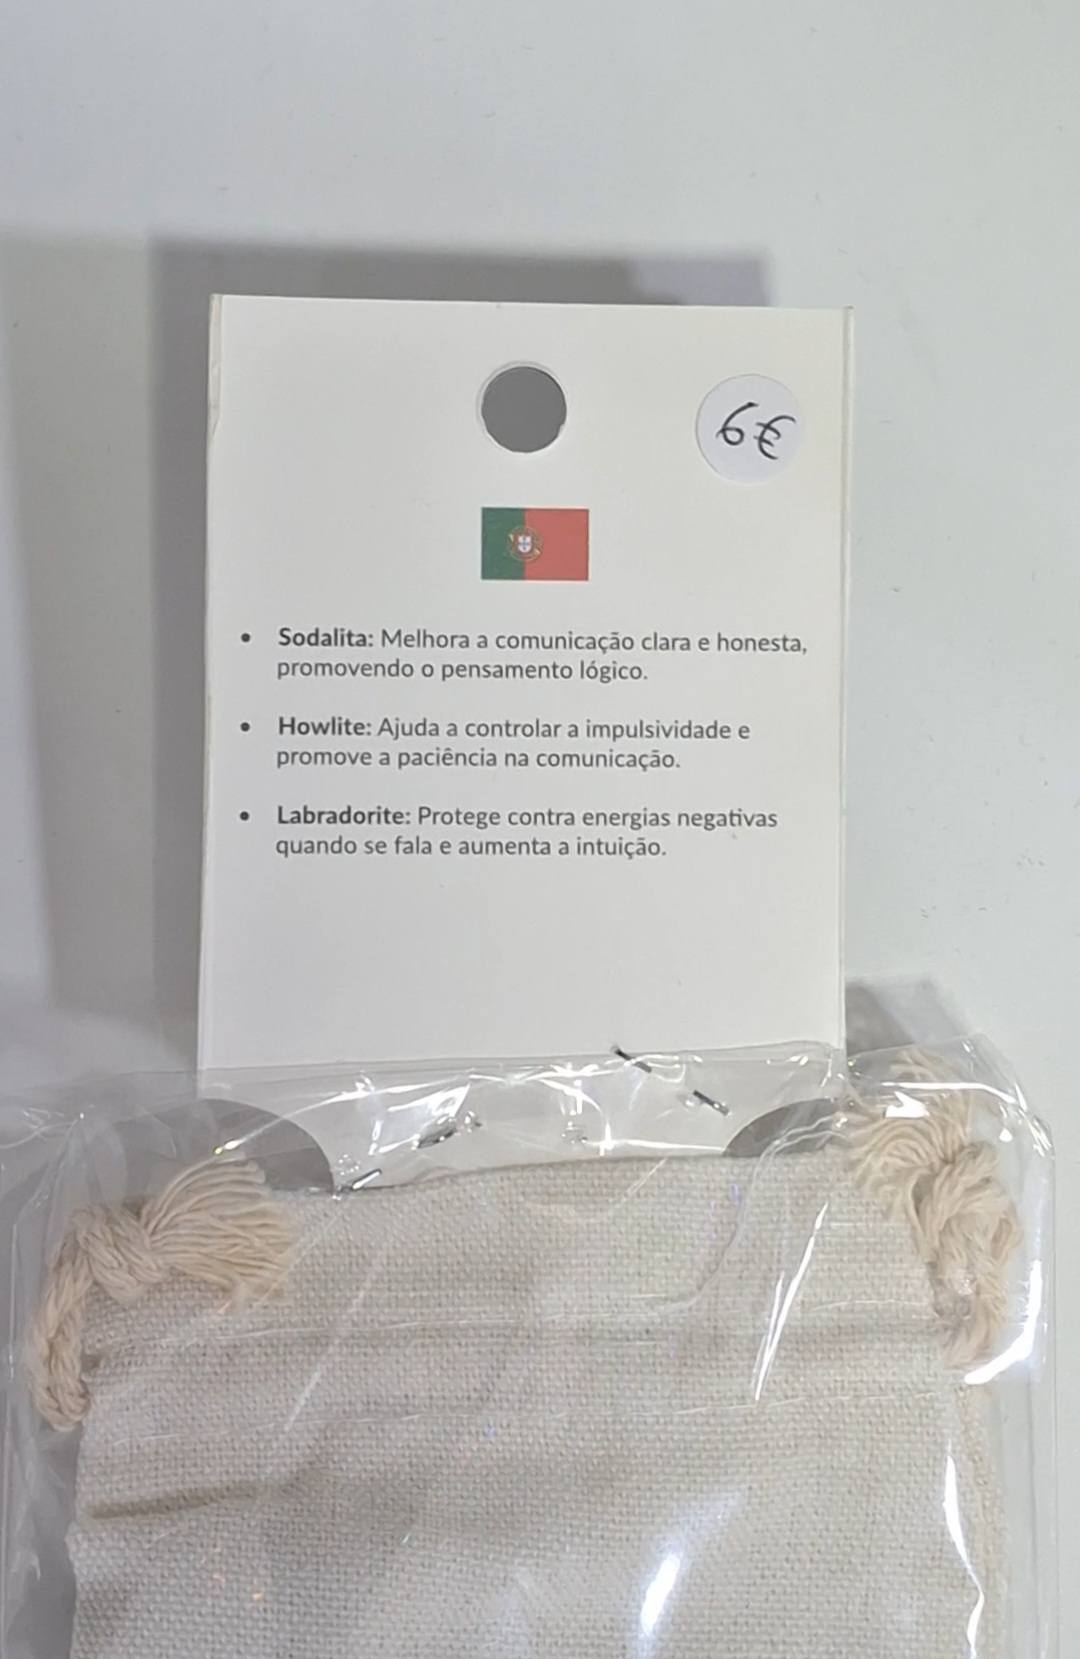 6€
• Sodalita: Melhora a comunicação clara e honesta,
promovendo o pensamento lógico.
• Howlite: Ajuda a controlar a impulsividade e
promove a paciência na comunicação.
• Labradorite: Protege contra energias negativas
quando se fala e aumenta a intuição.